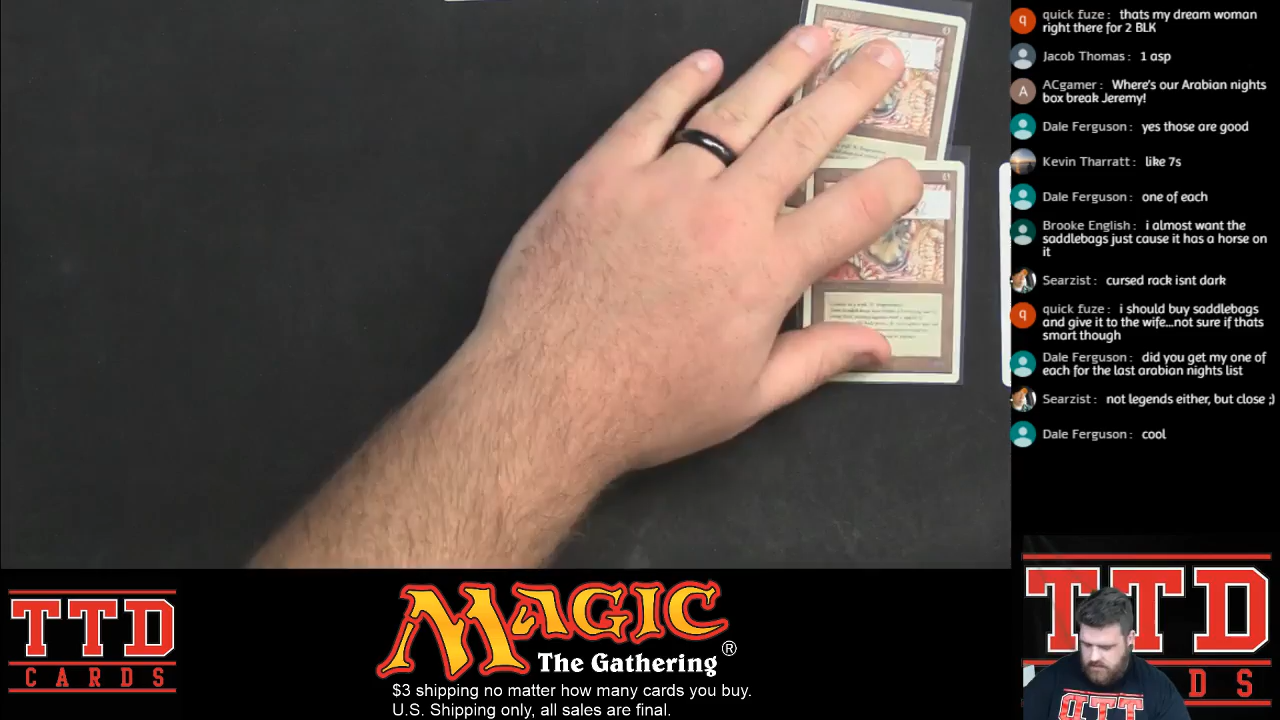 quick fuze : thats my dream woman
right there for 2 BLK
Jacob Thomas : 1 asp
ACgamer : Where's our Arabian nights
box break Jeremy!
Dale Ferguson : yes those are good
Kevin Tharratt : like 7s
Dale Ferguson : one of each
Brooke English : i almost want the
saddlebags just cause it has a horse on
it
Searzist : cursed rack isnt dark
quick fuze : i should buy saddlebags
and give it to the wife...not sure if thats
smart though
Dale Ferguson : did you get my one of
each for the last arabian nights list
Searzist : not legends either, but close ;)
Dale Ferguson : cool
TTD
CARDS
MAGIC
The Gathering®
$3 shipping no matter how many cards you buy.
U.S. Shipping only, all sales are final.
TTD
DS